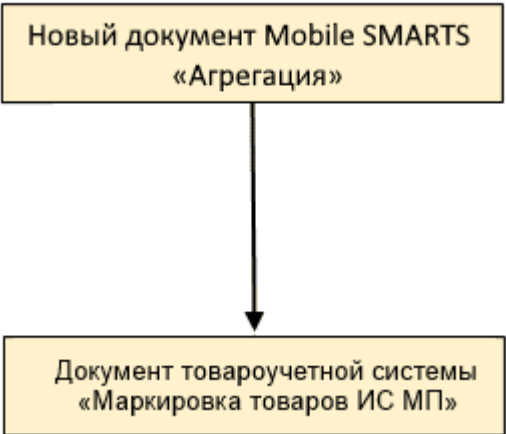 Новый документ Mobile SMARTS
«Агрегация»
Документ товароучетной системы
«Маркировка товаров ИС МП»